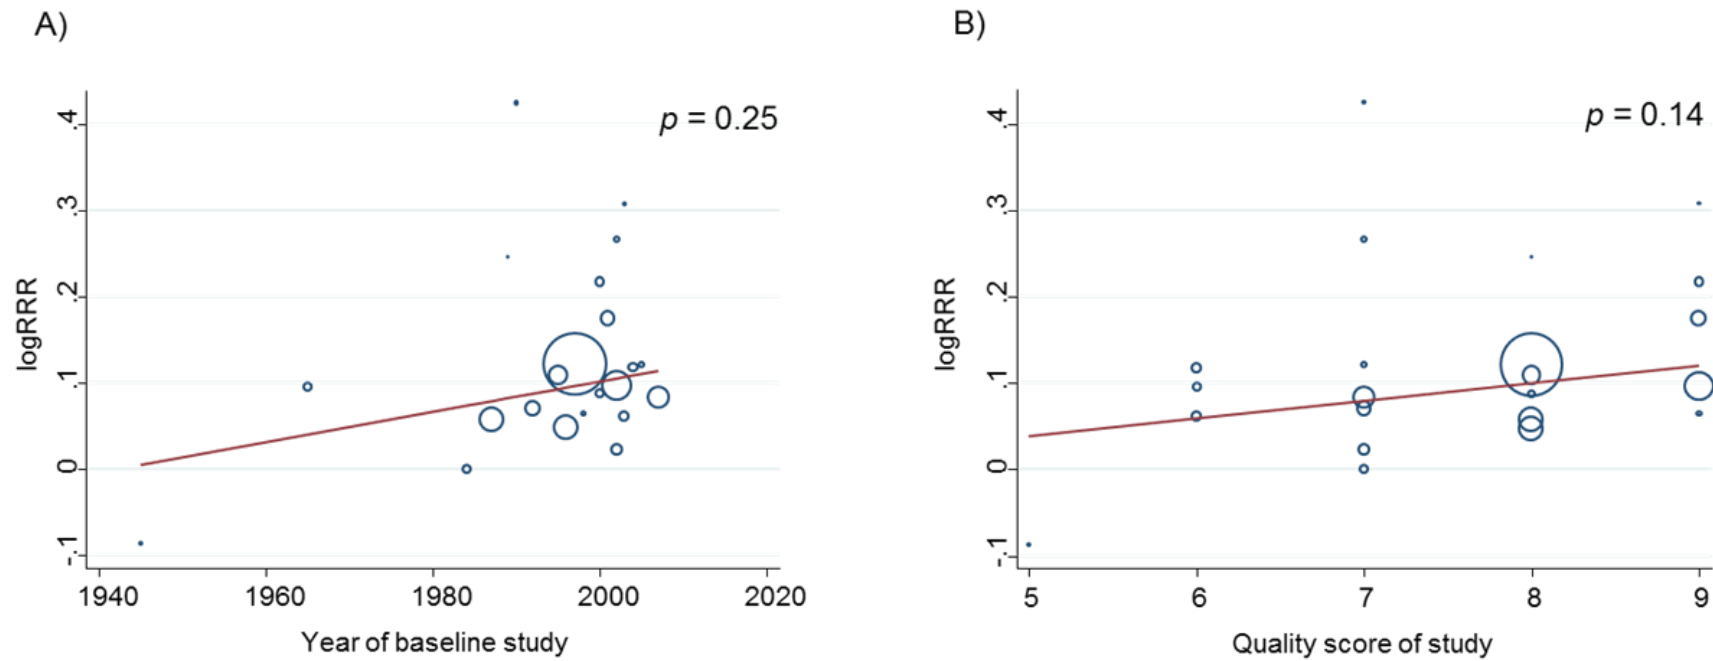 A)
p = 0.25
.4
.3
.2
.1
0
-.1
logRRR
1940 1960 1980 2000 2020
Year of baseline study
B)
p = 0.14
.4
.3
.2
.1
0
-.1
logRRR
5 6 7 8 9
Quality score of study